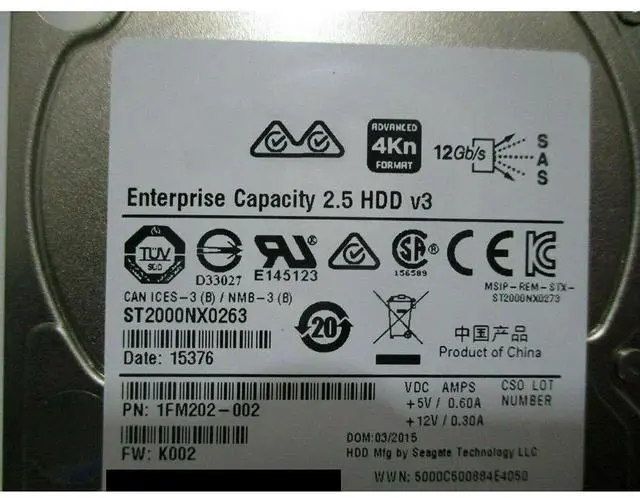 ADVANCED
4Kn
FORMAT
12Gb/s
SAS
Enterprise Capacity 2.5 HDD v3
TÜV
SÜD
D33027
E145123
SA
156589
CE
MSIP-REM-STX-
ST2000NX0273
CAN ICES-3 (B) / NMB-3 (B)
ST2000NX0263
20
中国产品
Product of China
Date: 15376
VDC AMPS
+5V / 0.60A
+12V / 0.30A
CSO LOT
NUMBER
PN: 1FM202-002
DOM:03/2015
FW: K002
HDD Mfg by Seagate Technology LLC
WWN: 5000C500884E4050